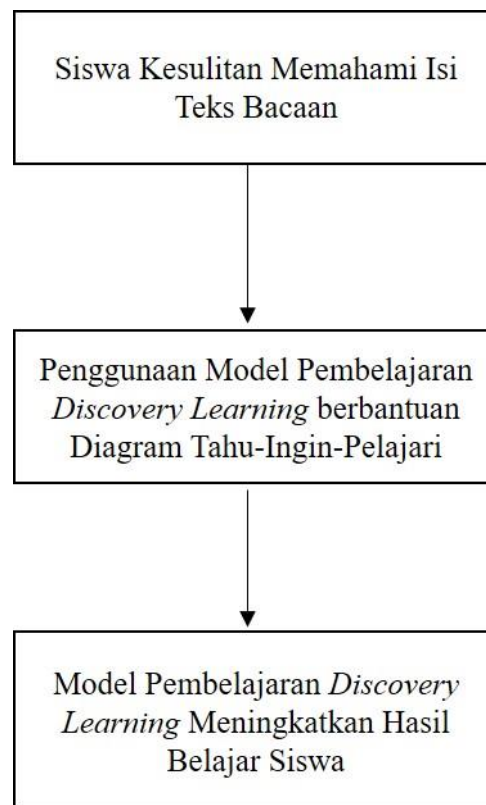 Siswa Kesulitan Memahami Isi
Teks Bacaan
Penggunaan Model Pembelajaran
Discovery Learning berbantuan
Diagram Tahu-Ingin-Pelajari
Model Pembelajaran Discovery
Learning Meningkatkan Hasil
Belajar Siswa